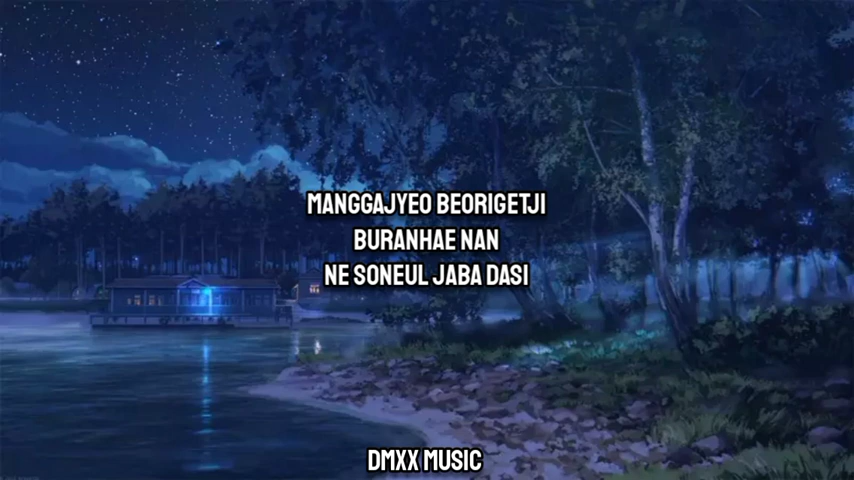 MANGGAJYEO BEORIGETJI
BURANHAE NAN
NE SONEUL JABA DASI
DMXX MUSIC